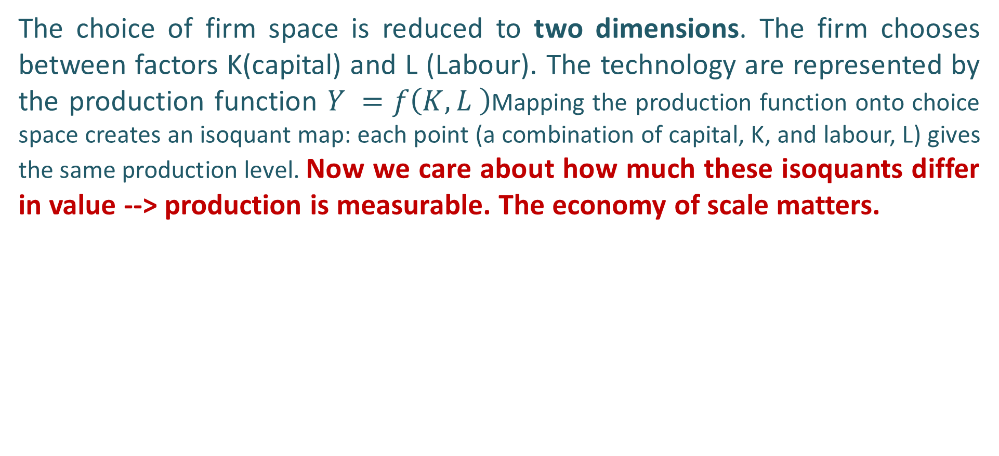 The choice of firm space is reduced to two dimensions. The firm chooses
between factors K(capital) and L (Labour). The technology are represented by
the production function Y = f(K, L )Mapping the production function onto choice
space creates an isoquant map: each point (a combination of capital, K, and labour, L) gives
the same production level. Now we care about how much these isoquants differ
in value --> production is measurable. The economy of scale matters.